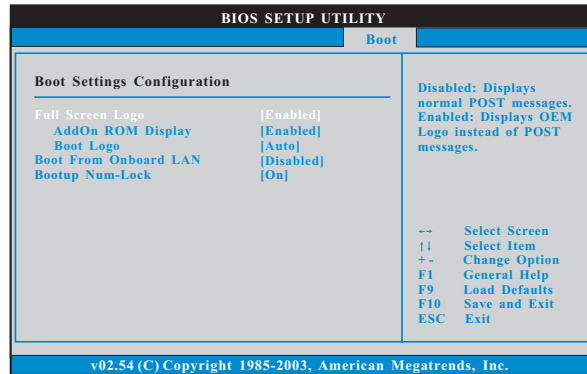 BIOS SETUP UTILITY
Boot
Boot Settings Configuration
Full Screen Logo [Enabled]
AddOn ROM Display [Enabled]
Boot Logo [Auto]
Boot From Onboard LAN [Disabled]
Bootup Num-Lock [On]
Disabled: Displays
normal POST messages.
Enabled: Displays OEM
Logo instead of POST
messages.
←→ Select Screen
↑↓ Select Item
+ - Change Option
F1 General Help
F9 Load Defaults
F10 Save and Exit
ESC Exit
v02.54 (C) Copyright 1985-2003, American Megatrends, Inc.